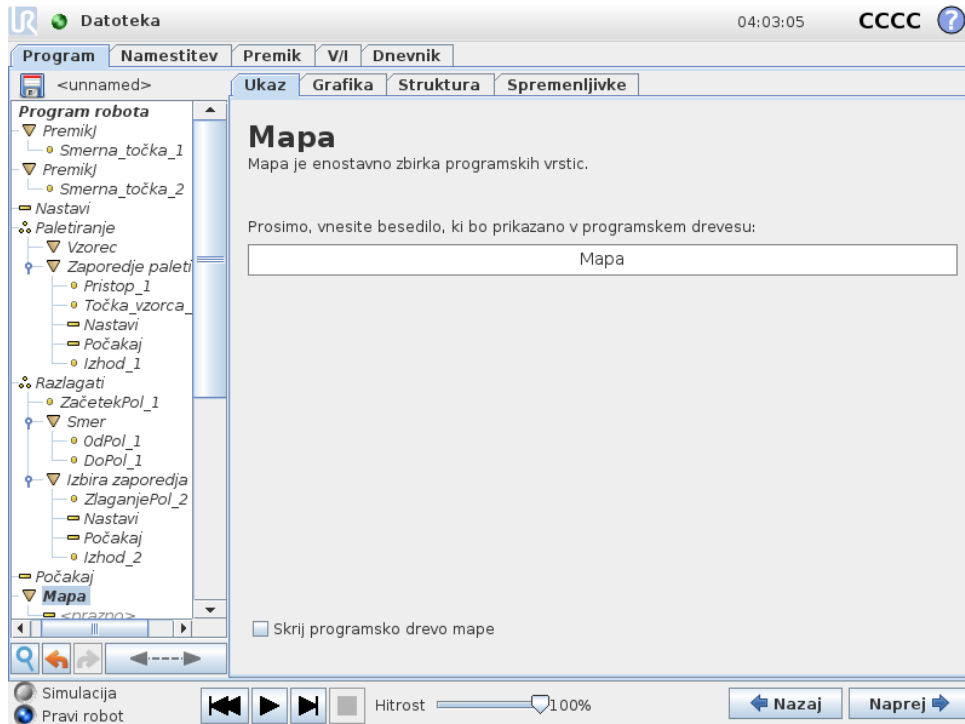 Datoteka
04:03:05
CCCC
?
Program Namestitev Premik V/I Dnevnik
<unnamed>
Ukaz Grafika Struktura Spremenljivke
Program robota
PremikJ
Smerna_točka_1
PremikJ
Smerna_točka_2
Nastavi
Paletiranje
Vzorec
Zaporedje paleti
Pristop_1
Točka_vzorca_
Nastavi
Počakaj
Izhod_1
Razlagati
ZačetekPol_1
Smer
OdPol_1
DoPol_1
Izbira zaporedja
ZlaganjePol_2
Nastavi
Počakaj
Izhod_2
Počakaj
Mapa
<prazno>
Mapa
Mapa je enostavno zbirka programskih vrstic.
Prosimo, vnesite besedilo, ki bo prikazano v programskem drevesu:
Mapa
Skrij programsko drevo mape
Simulacija
Pravi robot
Hitrost 100%
Nazaj
Naprej